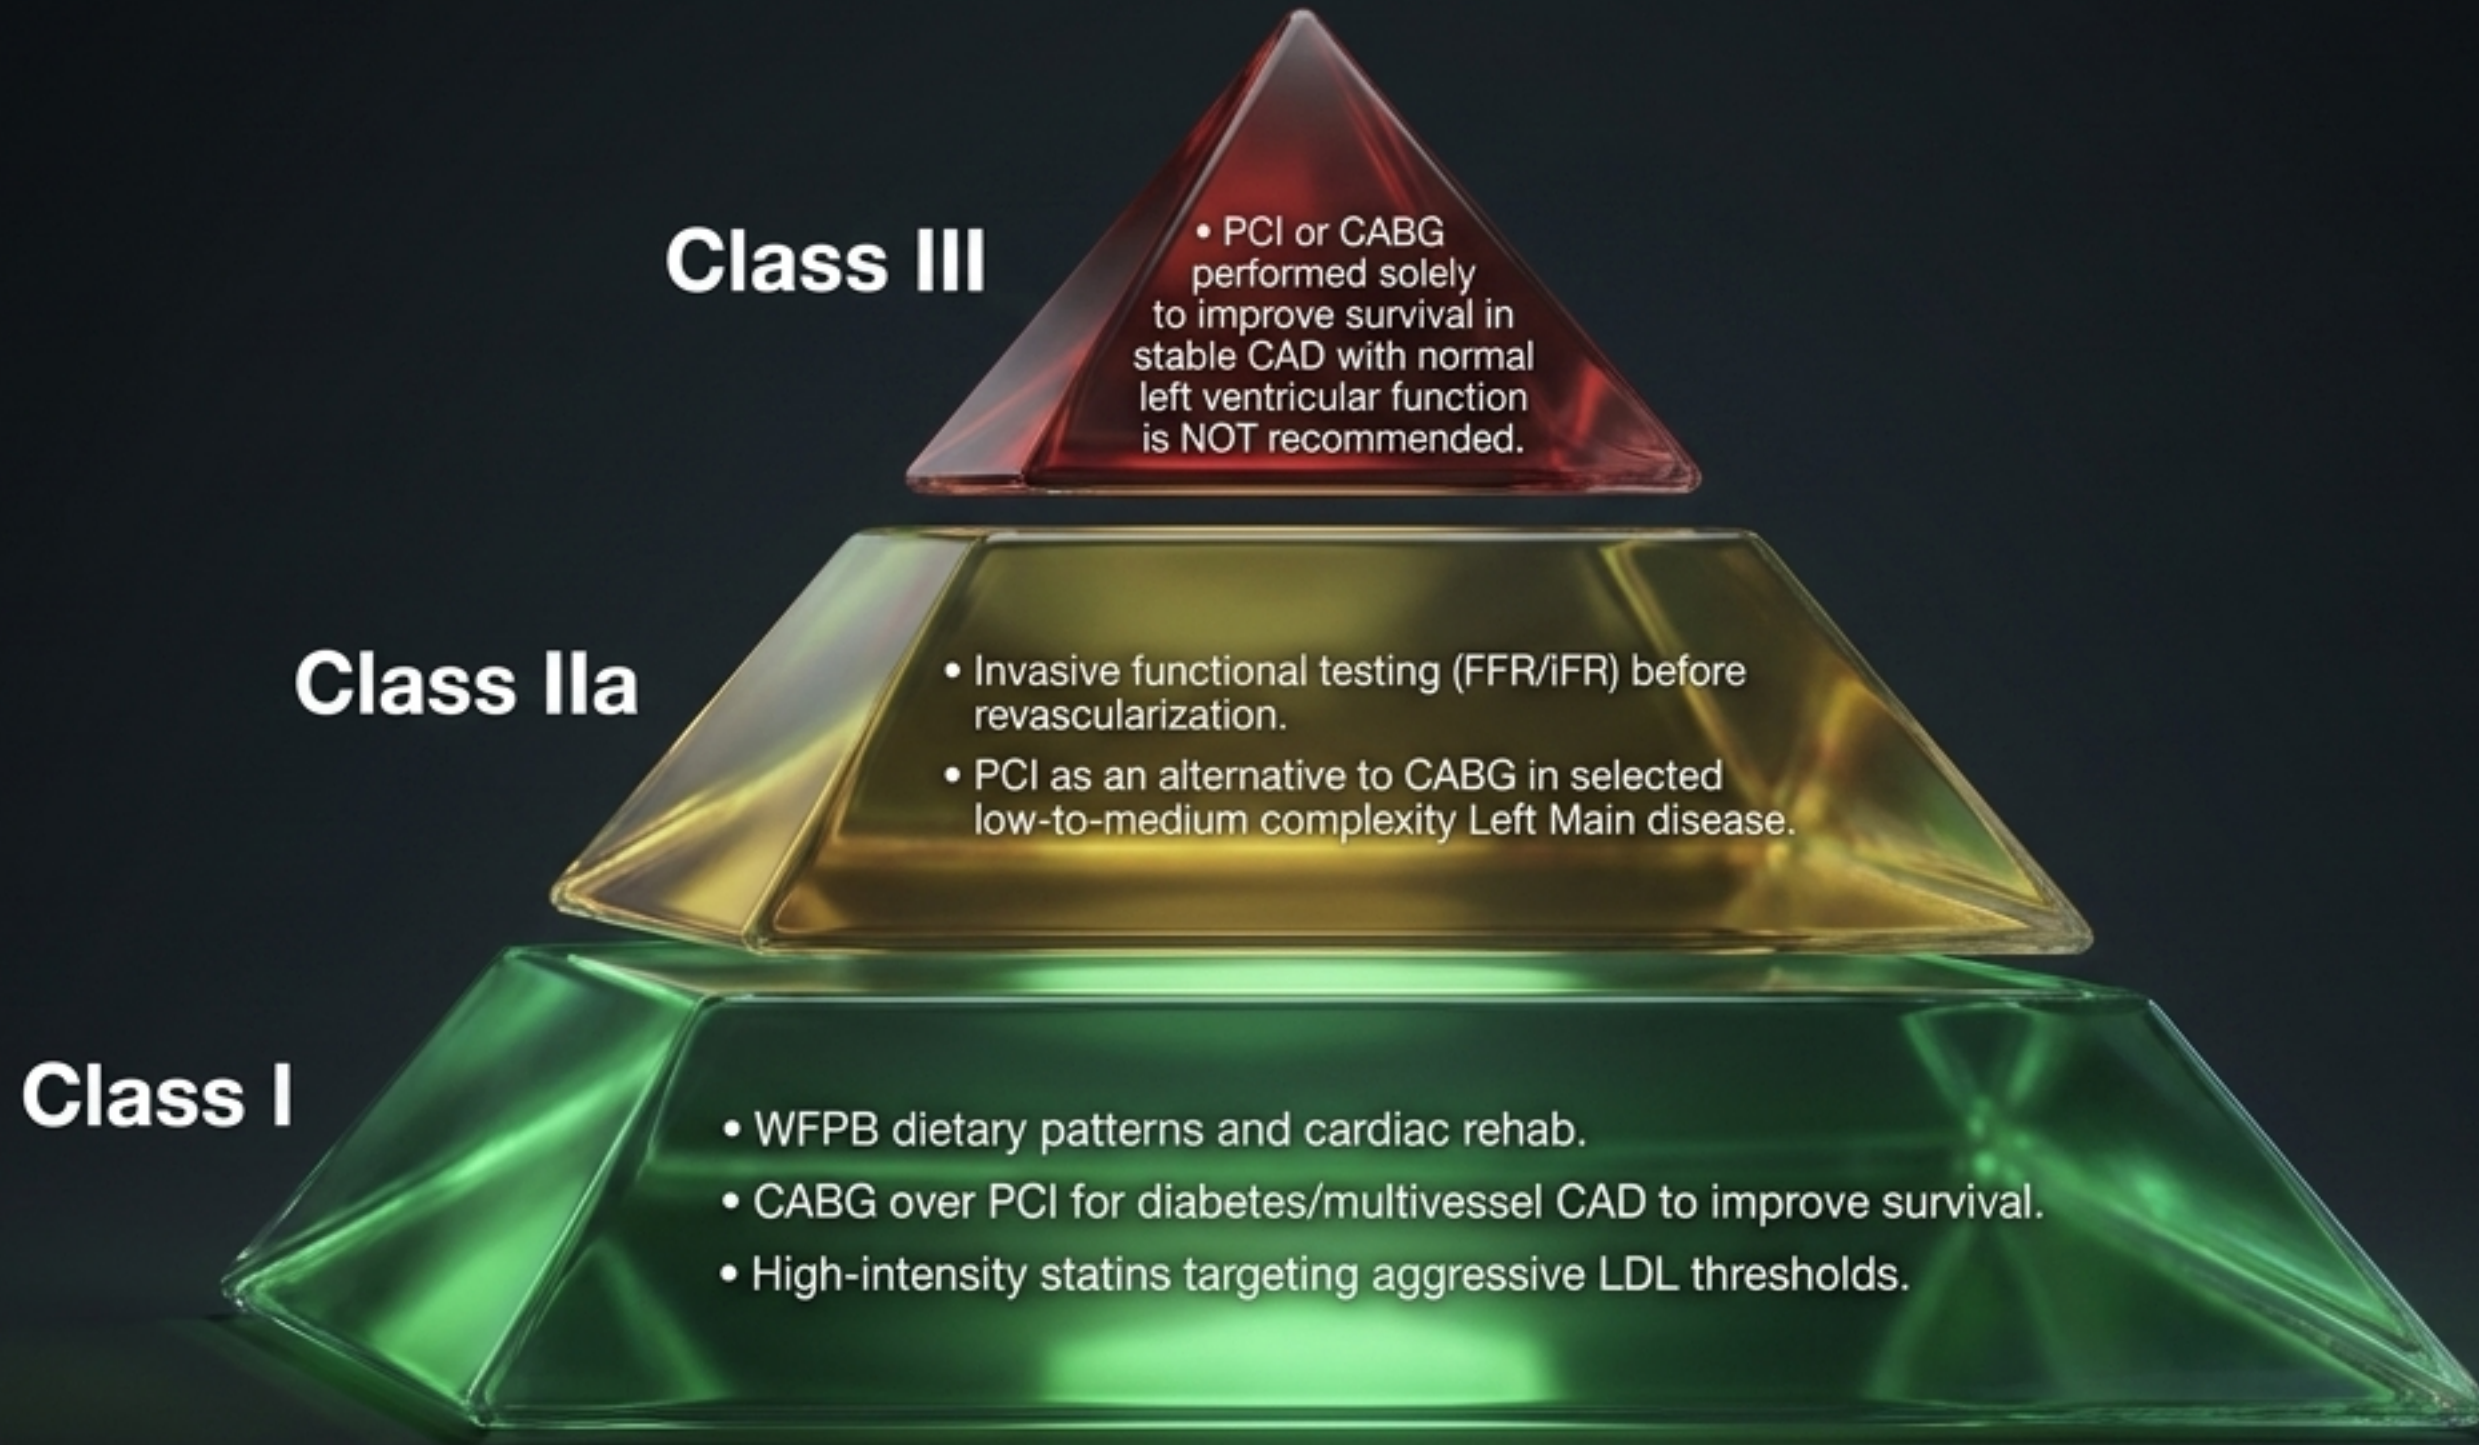 Class III
• PCI or CABG
performed solely
to improve survival in
stable CAD with normal
left ventricular function
is NOT recommended.
Class IIa
• Invasive functional testing (FFR/iFR) before
revascularization.
• PCI as an alternative to CABG in selected
low-to-medium complexity Left Main disease.
Class I
• WFPB dietary patterns and cardiac rehab.
• CABG over PCI for diabetes/multivessel CAD to improve survival.
• High-intensity statins targeting aggressive LDL thresholds.